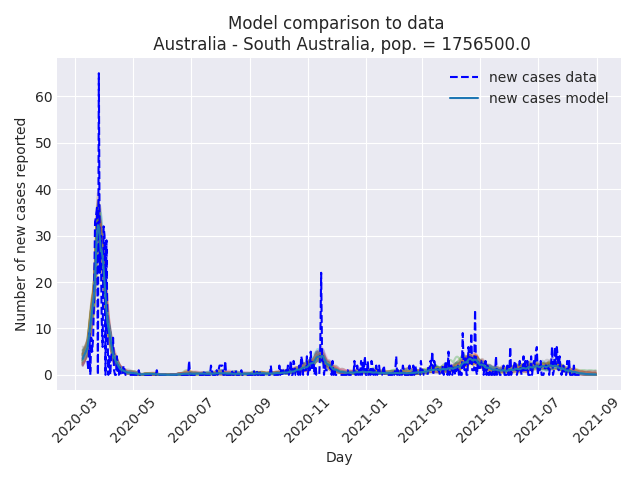 Model comparison to data
Australia - South Australia, pop. = 1756500.0
new cases data
new cases model
Number of new cases reported
60
50
40
30
20
10
0
2020-03
2020-05
2020-07
2020-09
2020-11
2021-01
2021-03
2021-05
2021-07
2021-09
Day